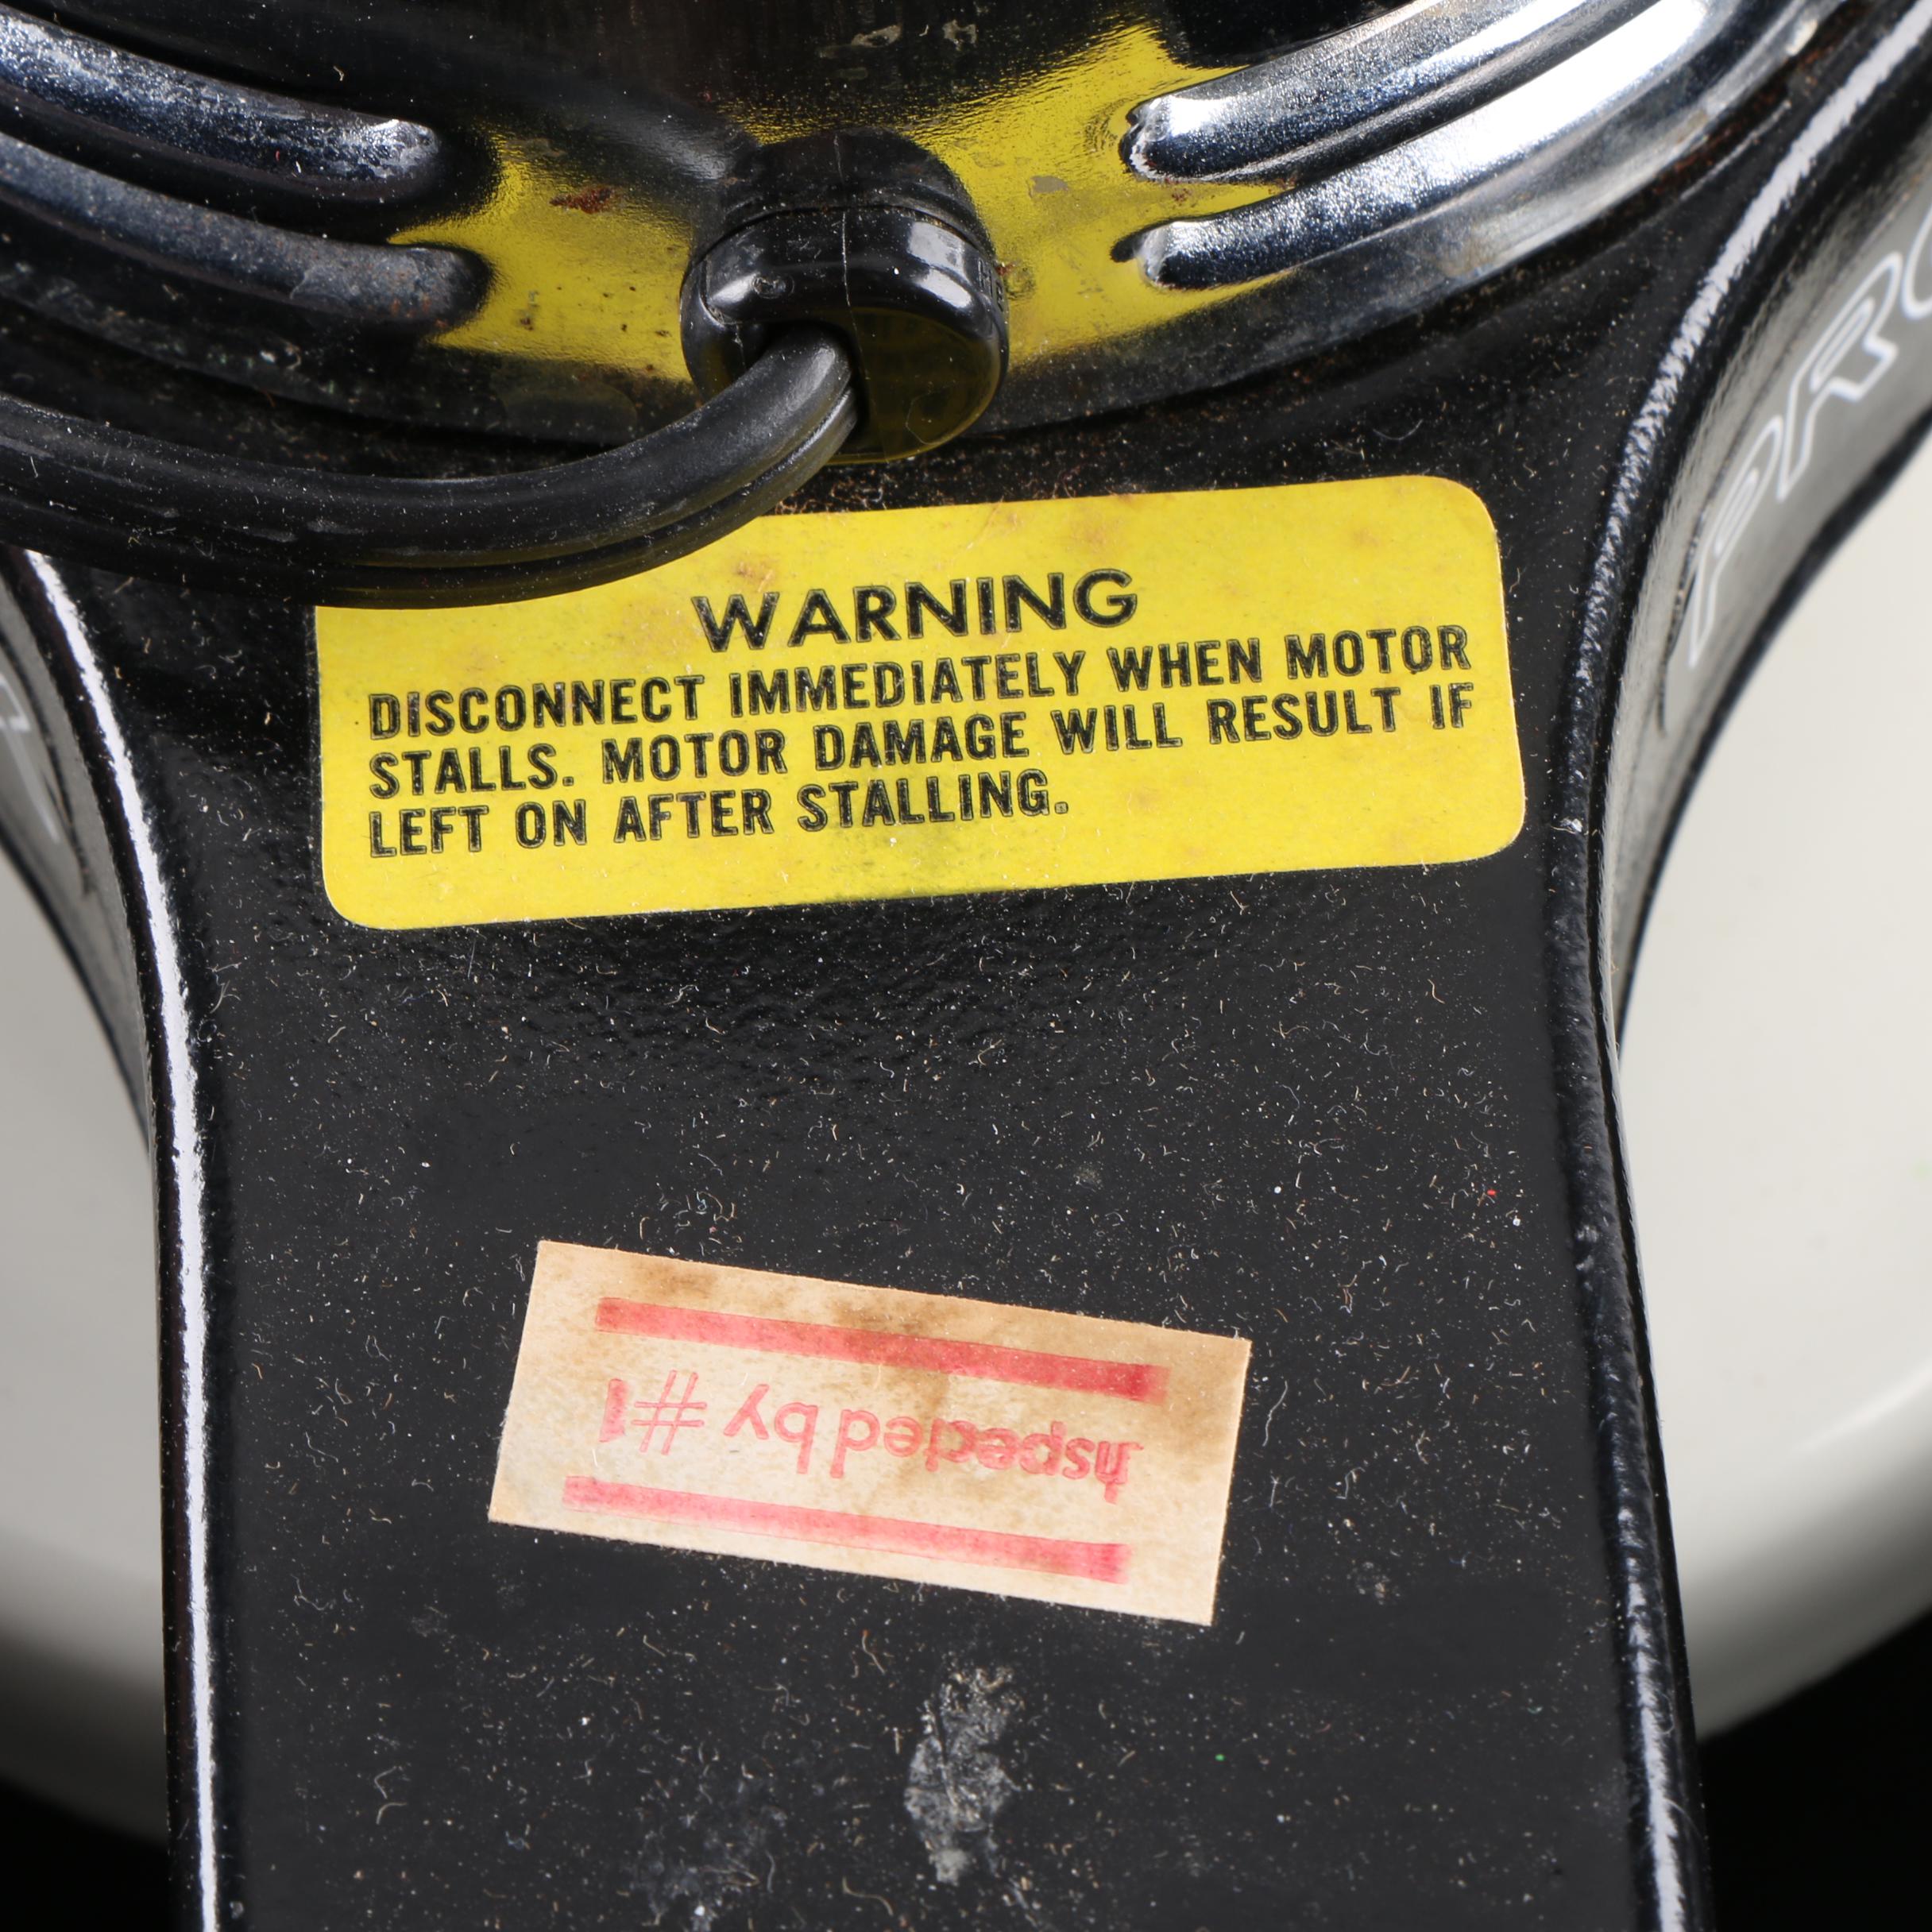 WARNING
DISCONNECT IMMEDIATELY WHEN MOTOR
STALLS. MOTOR DAMAGE WILL RESULT IF
LEFT ON AFTER STALLING.
Inspected by #1